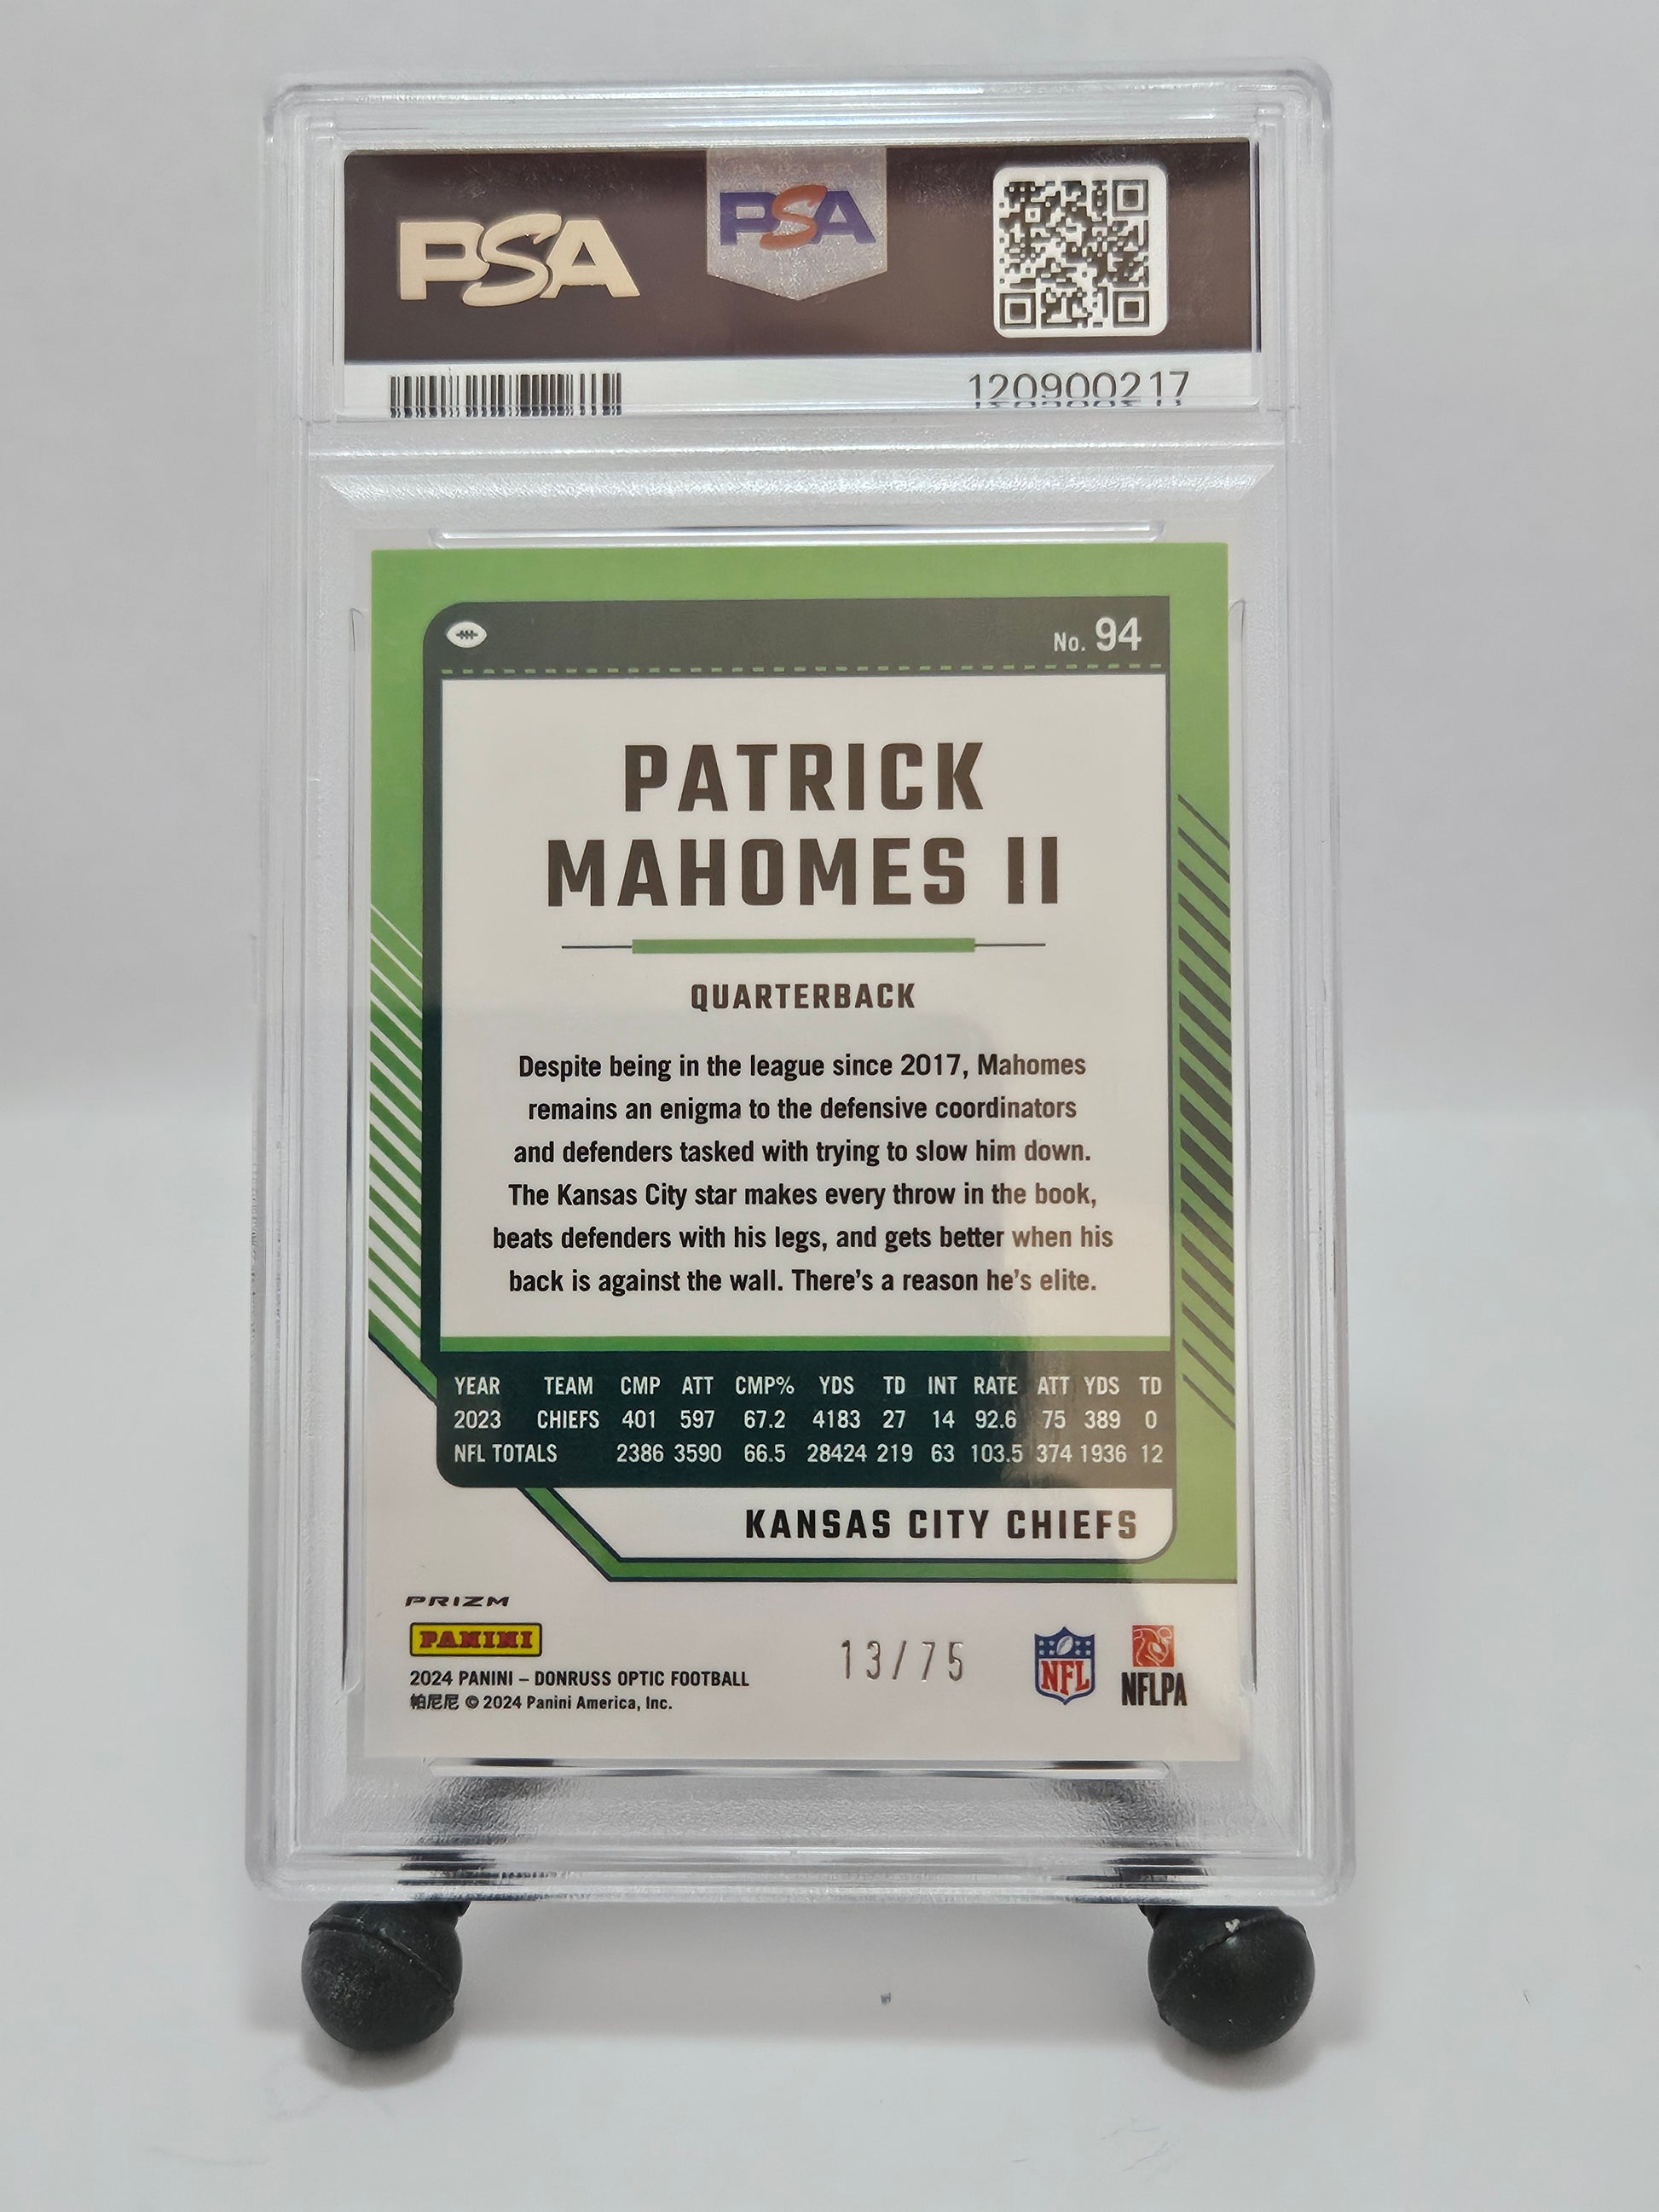 PSA PSA
120900217
No. 94
PATRICK
MAHOMES II
QUARTERBACK
Despite being in the league since 2017, Mahomes
remains an enigma to the defensive coordinators
and defenders tasked with trying to slow him down.
The Kansas City star makes every throw in the book,
beats defenders with his legs, and gets better when his
back is against the wall. There's a reason he's elite.
YEAR TEAM CMP ATT CMP% YDS TD INT RATE ATT YDS TD
2023 CHIEFS 401 597 67.2 4183 27 14 92.6 75 389 0
NFL TOTALS 2386 3590 66.5 28424 219 63 103.5 374 1936 12
KANSAS CITY CHIEFS
PRIZM
PANINI
13/75
NFL
NFLPA
2024 PANINI – DONRUSS OPTIC FOOTBALL
帕尼尼 © 2024 Panini America, Inc.